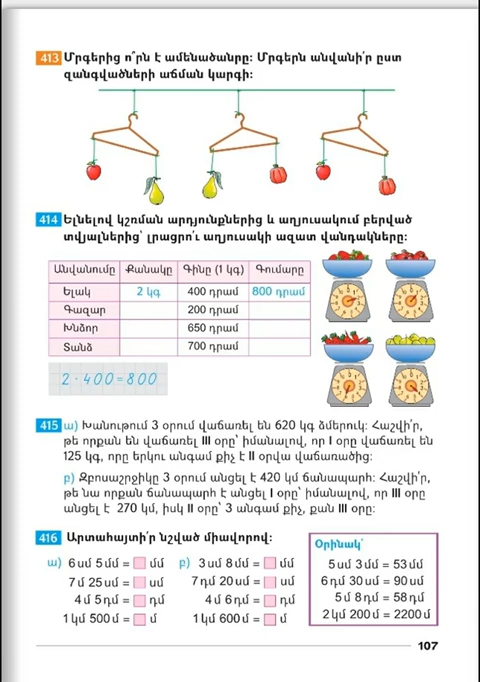 413 Մրգերից ո՞րն է ամենածանրը: Մրգերն անվանի՛ր ըստ
զանգվածների աճման կարգի:
414 Ելնելով կշռման արդյունքներից և աղյուսակում բերված
տվյալներից՝ լրացրո՛ւ աղյուսակի ազատ վանդակները:
Անվանումը Քանակը Գինը (1 կգ) Գումարը
Ելակ 2 կգ 400 դրամ 800 դրամ
Գազար 200 դրամ
Խնձոր 650 դրամ
Տանձ 700 դրամ
2 · 400 = 800
415 ա) Խանութում 3 օրում վաճառել են 620 կգ ձմերուկ: Հաշվի՛ր,
թե որքան են վաճառել III օրը՝ իմանալով, որ I օրը վաճառել են
125 կգ, որը երկու անգամ քիչ է II օրվա վաճառածից:
բ) Զբոսաշրջիկը 3 օրում անցել է 420 կմ ճանապարհ: Հաշվի՛ր,
թե նա որքան ճանապարհ է անցել I օրը՝ իմանալով, որ III օրը
անցել է 270 կմ, իսկ II օրը՝ 3 անգամ քիչ, քան III օրը:
416 Արտահայտի՛ր նշված միավորով:
ա) 6 սմ 5 մմ = մմ
7 մ 25 սմ = սմ
4 մ 5 դմ = դմ
1 կմ 500 մ = մ
բ) 3 սմ 8 մմ = մմ
7 դմ 20 սմ = սմ
4 մ 6 դմ = դմ
1 կմ 600 մ = մ
Օրինակ՝
5 սմ 3 մմ = 53 մմ
6 դմ 30 սմ = 90 սմ
5 մ 8 դմ = 58 դմ
2 կմ 200 մ = 2200 մ
107